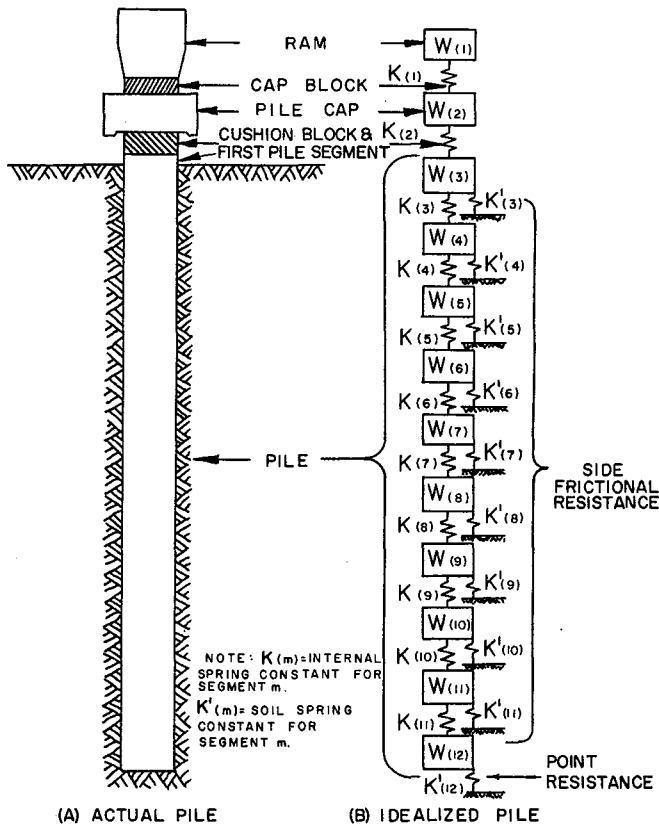 RAM
W(1)
K(1)
CAP BLOCK
PILE CAP
W(2)
CUSHION BLOCK &
FIRST PILE SEGMENT
K(2)
W(3)
K(3)
K'(3)
W(4)
K(4)
K'(4)
W(5)
K(5)
K'(5)
W(6)
K(6)
K'(6)
PILE
W(7)
K(7)
K'(7)
SIDE
FRICTIONAL
RESISTANCE
W(8)
K(8)
K'(8)
W(9)
K(9)
K'(9)
W(10)
K(10)
K'(10)
NOTE: K(m)=INTERNAL
SPRING CONSTANT FOR
SEGMENT m.
K'(m)= SOIL SPRING
CONSTANT FOR
SEGMENT m.
W(11)
K(11)
K'(11)
W(12)
K'(12)
POINT
RESISTANCE
(A) ACTUAL PILE
(B) IDEALIZED PILE